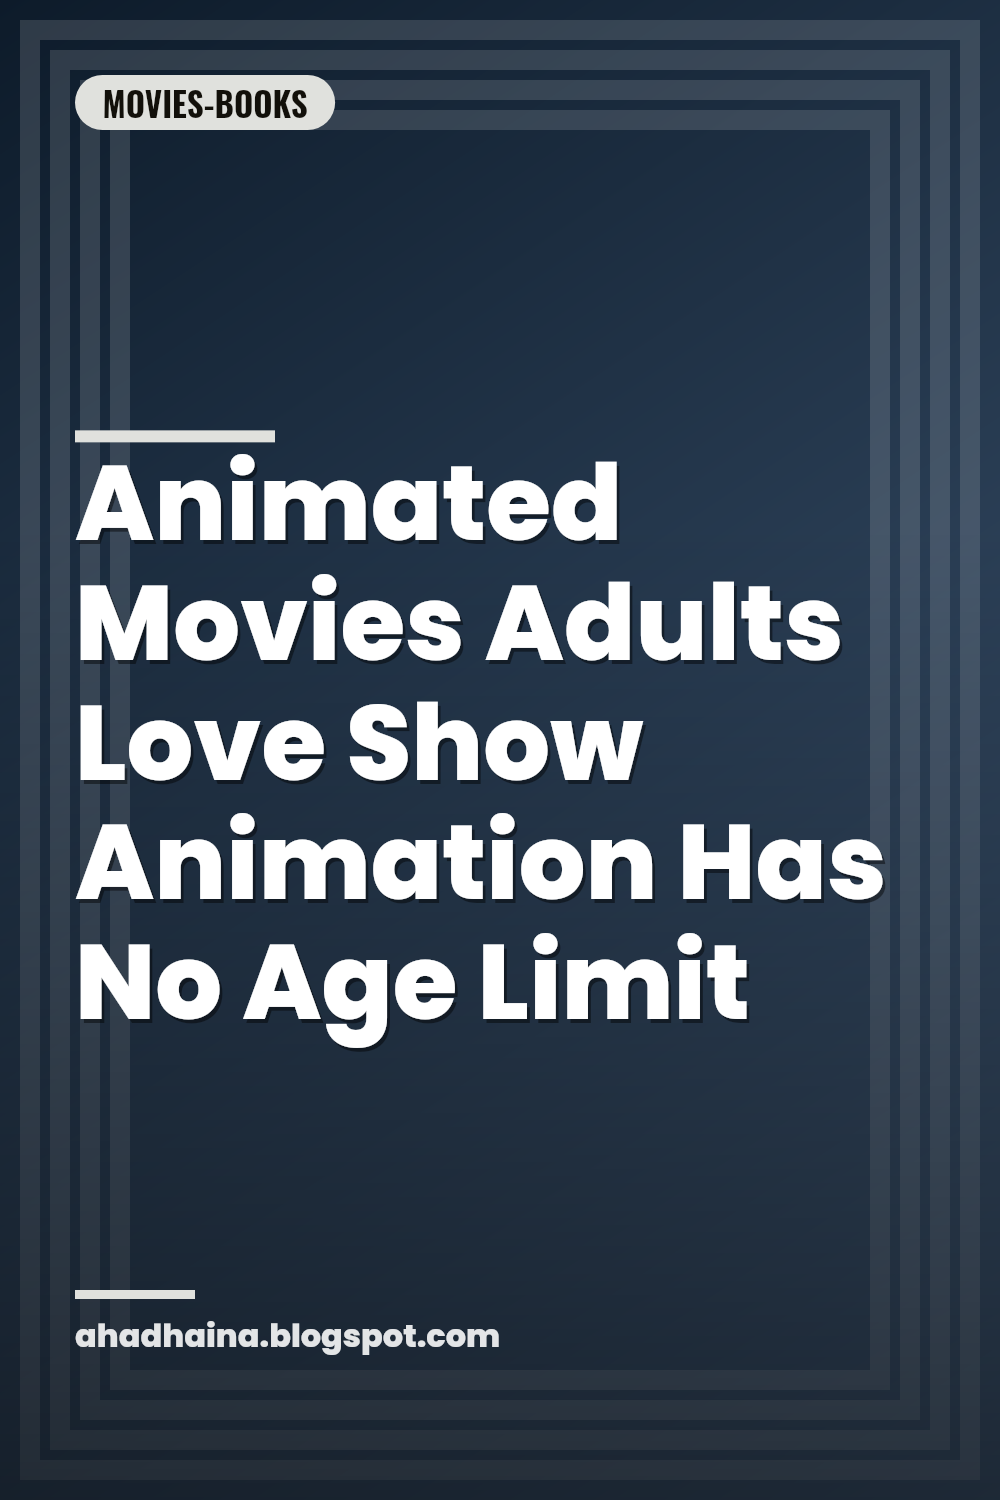 MOVIES-BOOKS
Animated
Movies Adults
Love Show
Animation Has
No Age Limit
ahadhaina.blogspot.com